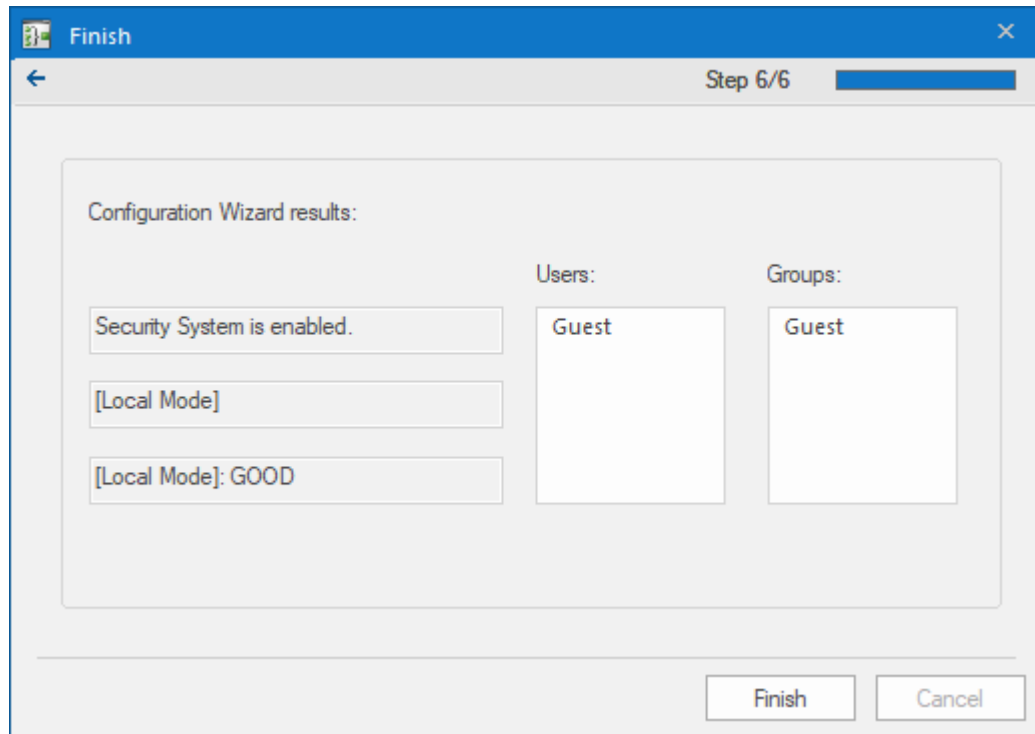 Finish
Step 6/6
Configuration Wizard results:
Users:
Groups:
Security System is enabled.
Guest
Guest
[Local Mode]
[Local Mode]: GOOD
Finish
Cancel